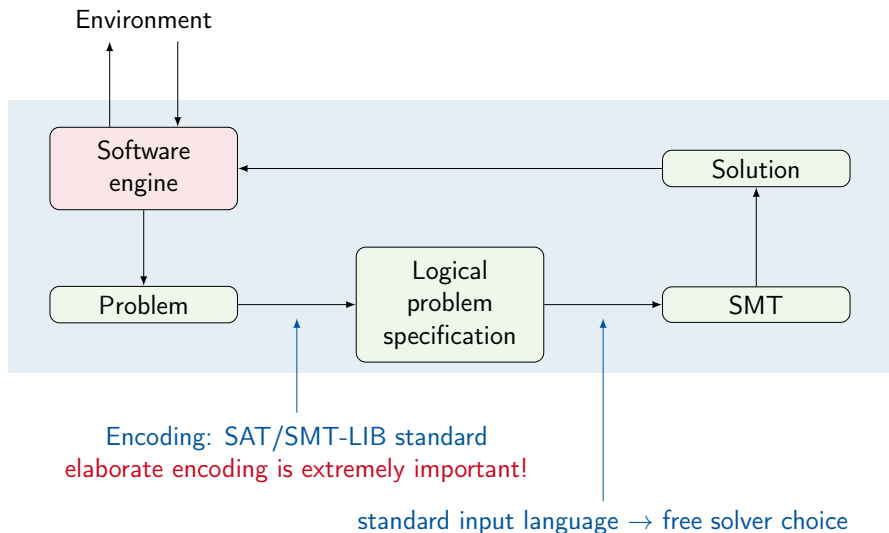 Environment
Software
engine
Solution
Problem
Logical
problem
specification
SMT
Encoding: SAT/SMT-LIB standard
elaborate encoding is extremely important!
standard input language → free solver choice